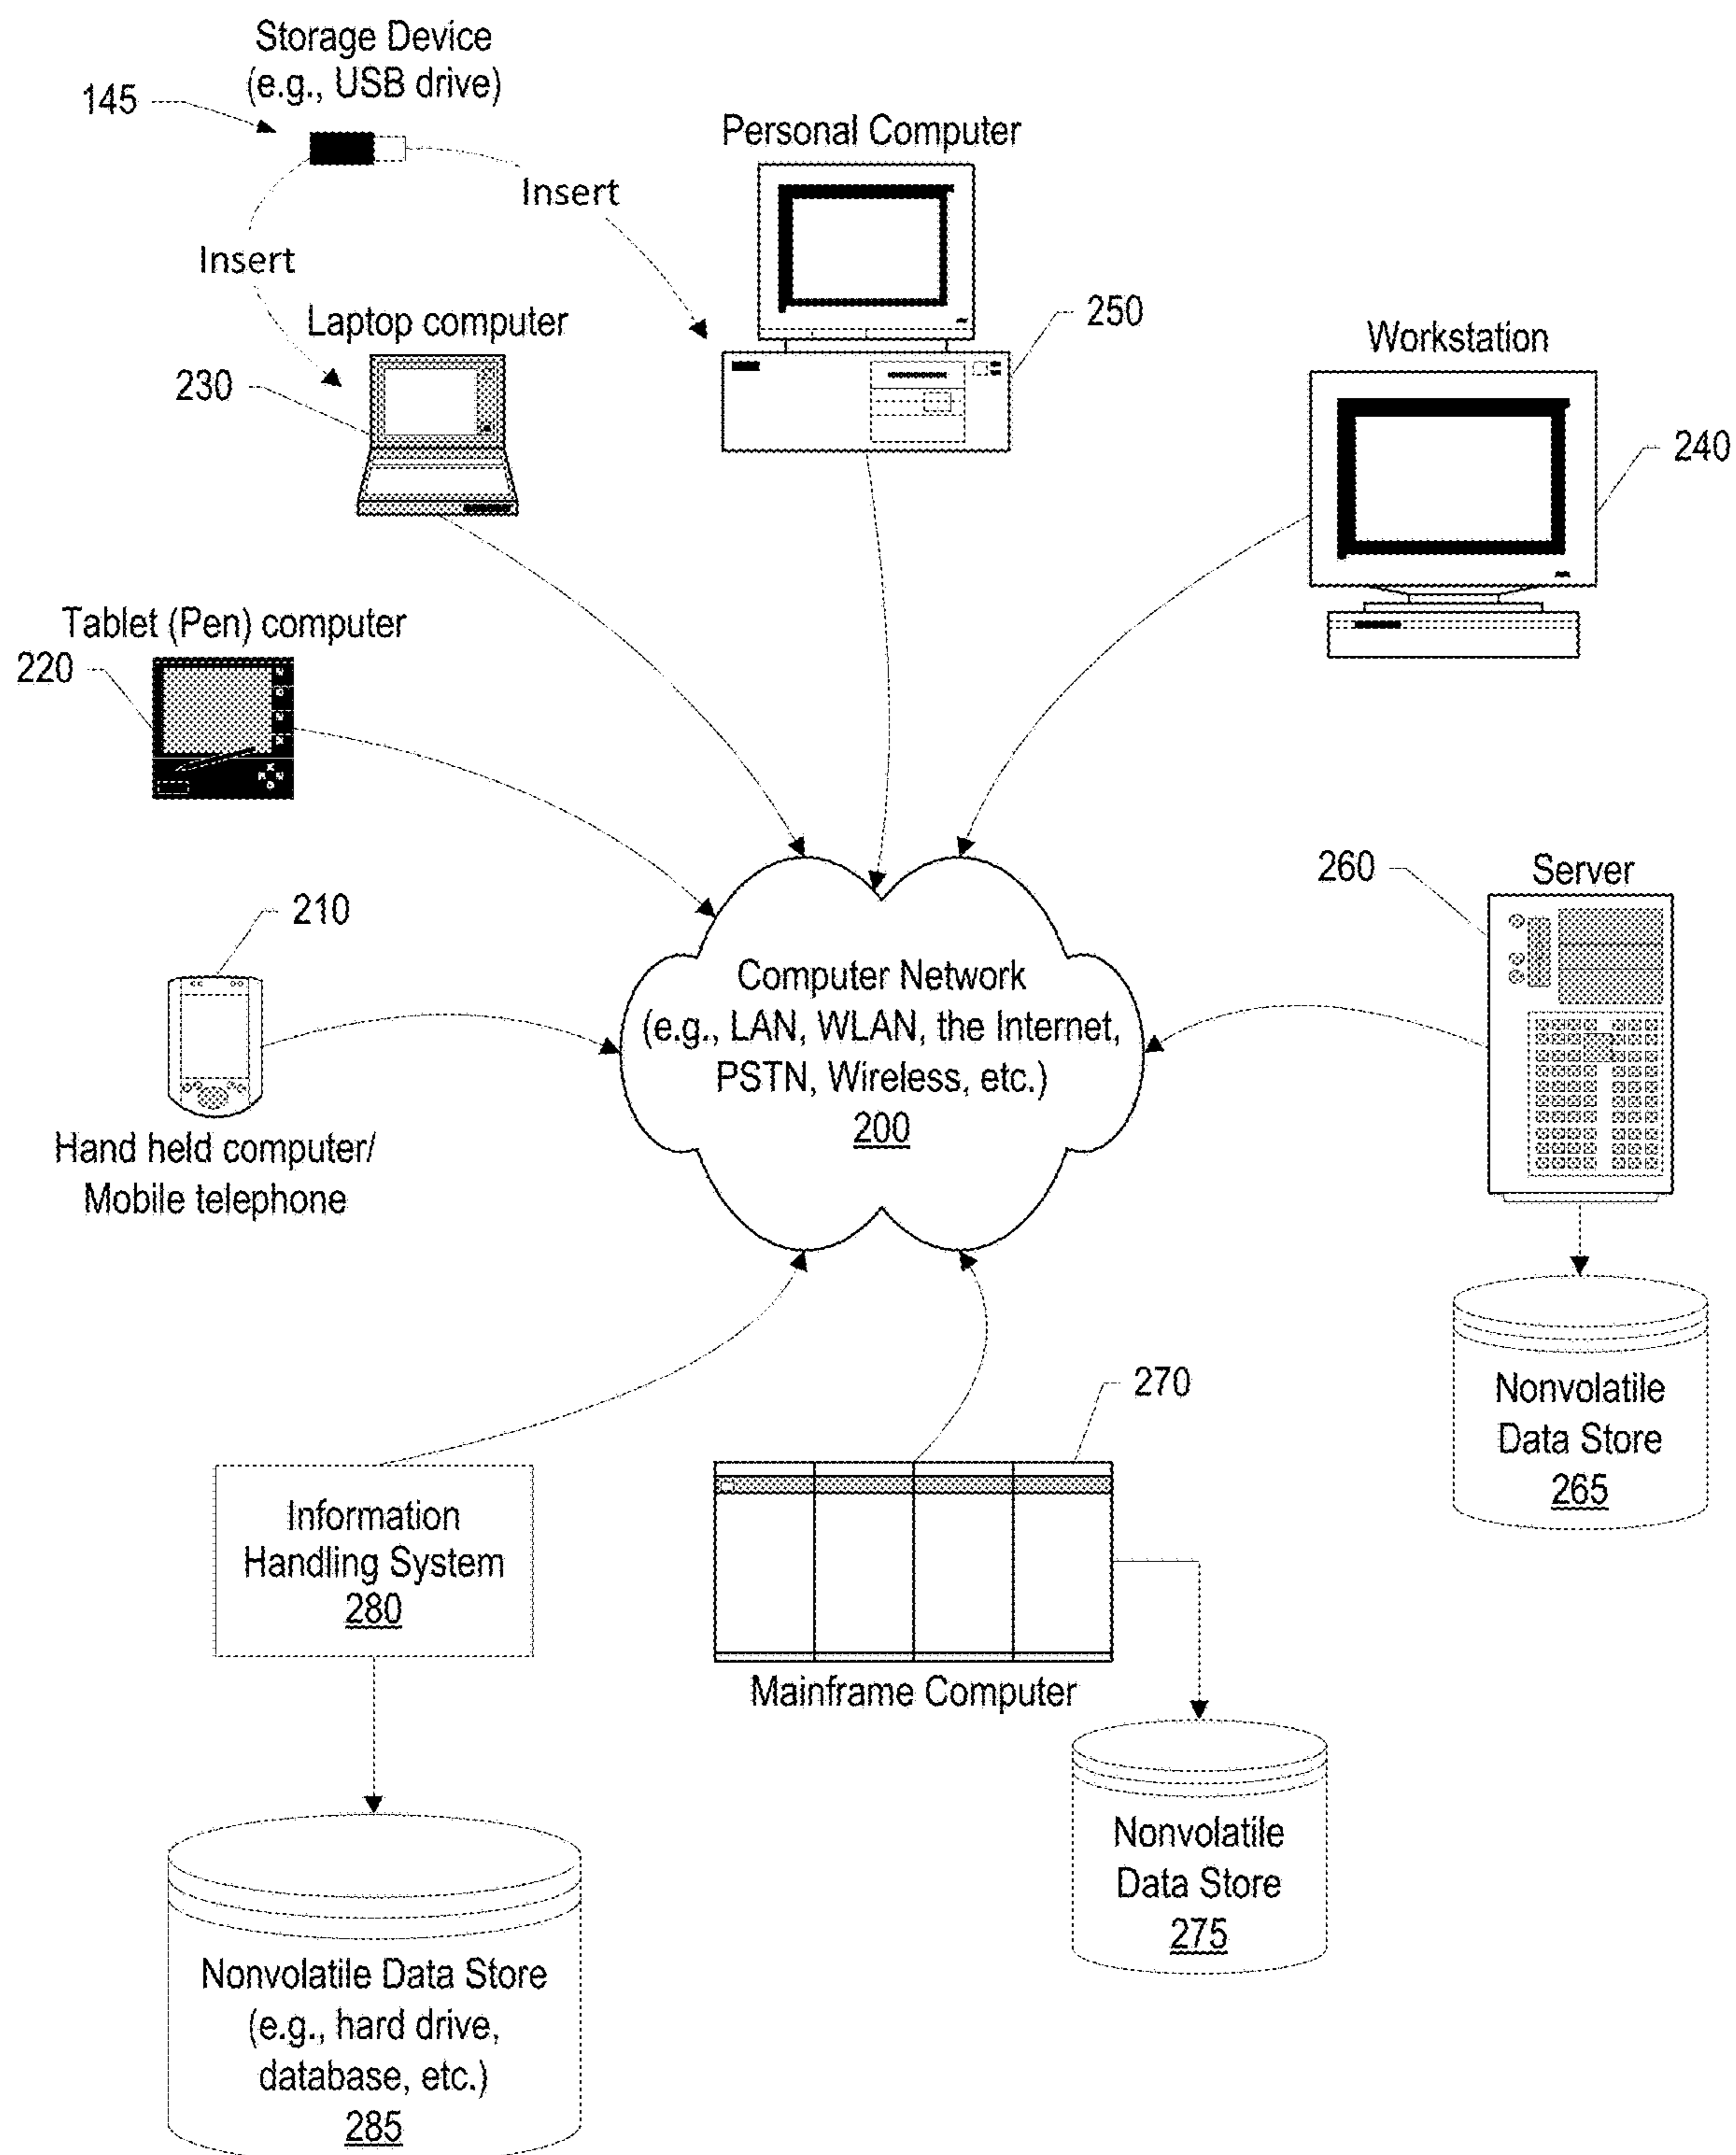 Storage Device
(e.g., USB drive)
145
Insert
Insert
Personal Computer
250
Laptop computer
230
Workstation
240
Tablet (Pen) computer
220
210
Hand held computer/
Mobile telephone
Computer Network
(e.g., LAN, WLAN, the Internet,
PSTN, Wireless, etc.)
200
260
Server
Nonvolatile
Data Store
265
270
Mainframe Computer
Nonvolatile
Data Store
275
Information
Handling System
280
Nonvolatile Data Store
(e.g., hard drive,
database, etc.)
285